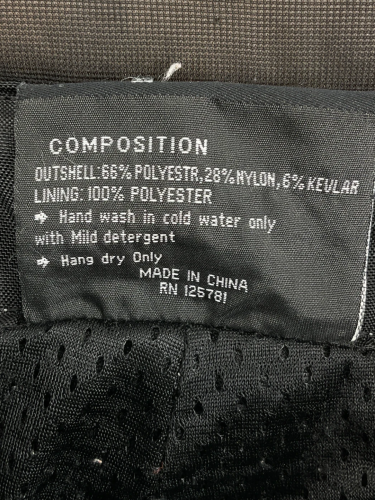 COMPOSITION
OUTSHELL: 66% POLYESTR, 28% NYLON, 6% KEVLAR
LINING: 100% POLYESTER
➔ Hand wash in cold water only
with Mild detergent
➔ Hang dry Only
MADE IN CHINA
RN 125781